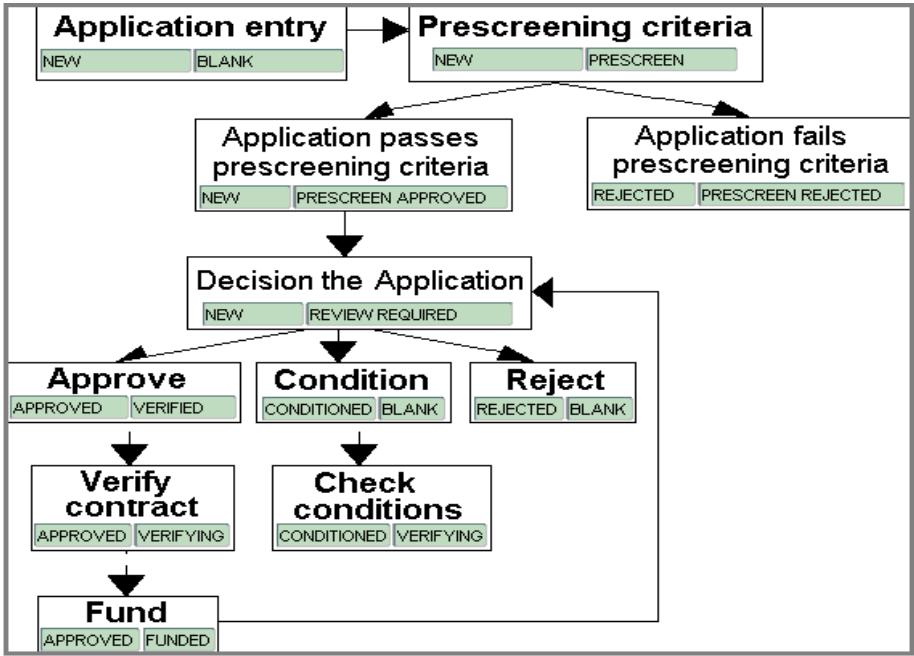 Application entry
NEW BLANK
Prescreening criteria
NEW PRESCREEN
Application passes
prescreening criteria
NEW PRESCREEN APPROVED
Application fails
prescreening criteria
REJECTED PRESCREEN REJECTED
Decision the Application
NEW REVIEW REQUIRED
Approve
APPROVED VERIFIED
Condition
CONDITIONED BLANK
Reject
REJECTED BLANK
Verify
contract
APPROVED VERIFYING
Check
conditions
CONDITIONED VERIFYING
Fund
APPROVED FUNDED